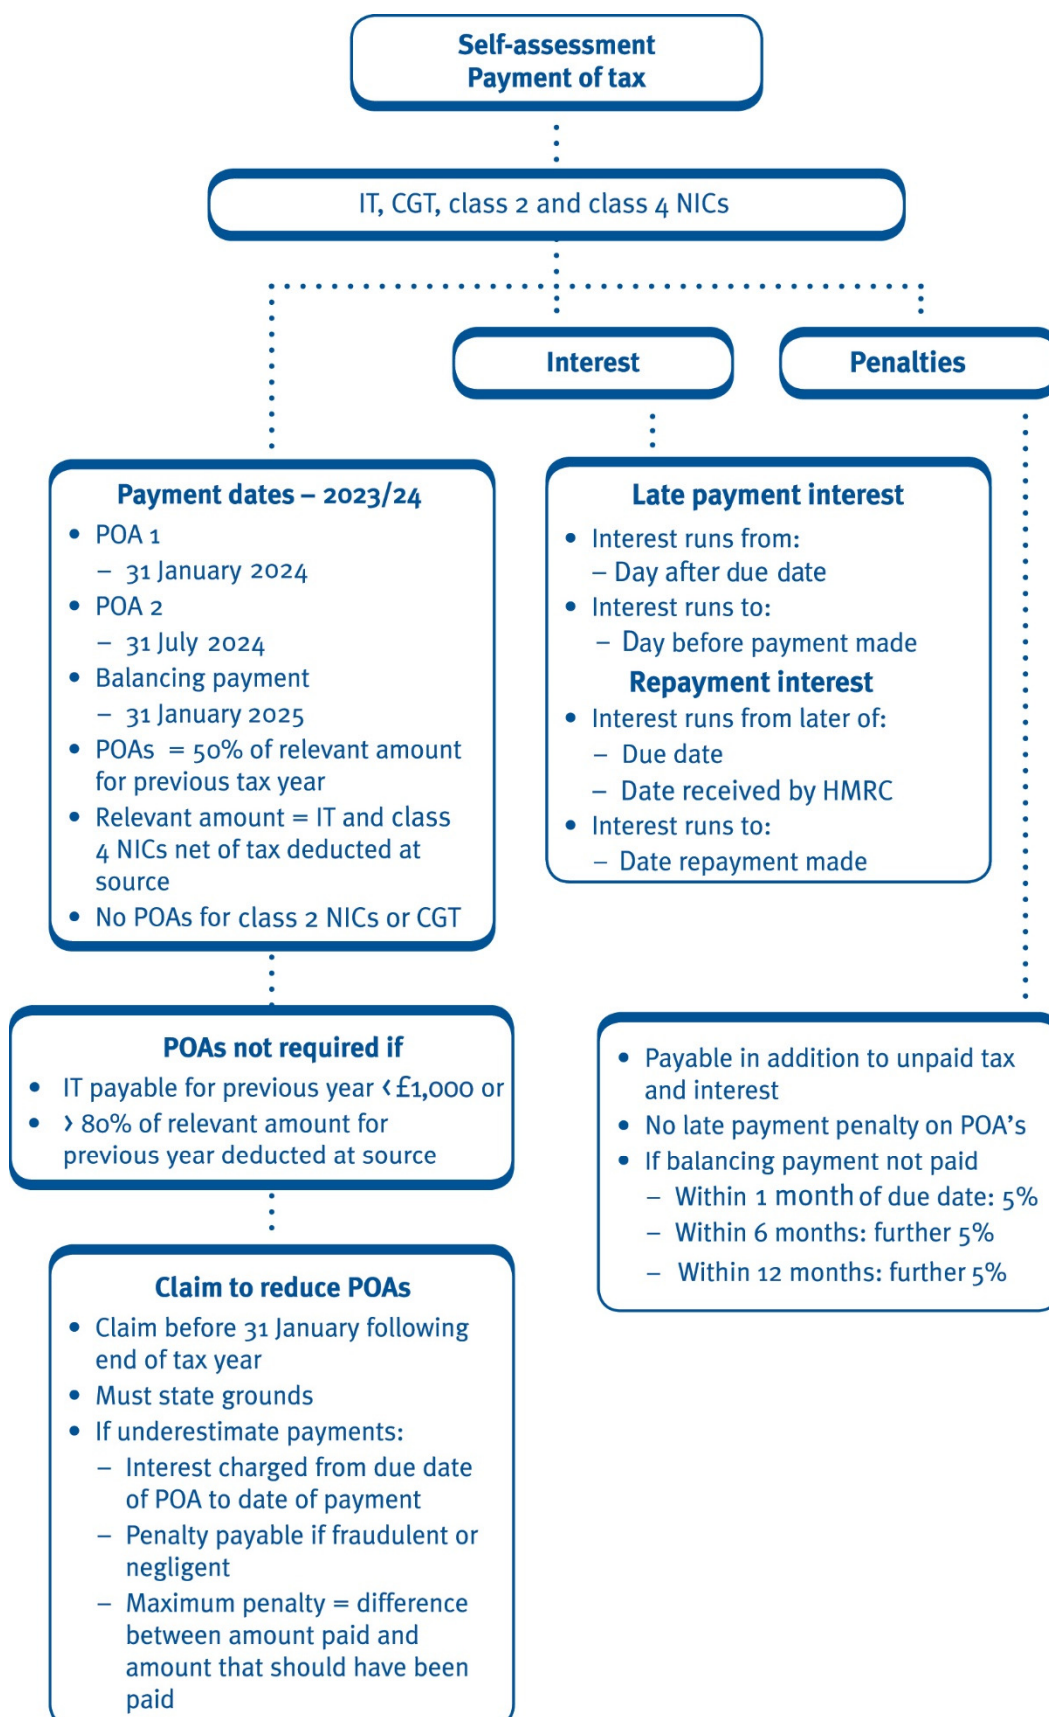 Self-assessment
Payment of tax
IT, CGT, class 2 and class 4 NICs
Interest
Penalties
Payment dates – 2023/24
• POA 1
– 31 January 2024
• POA 2
– 31 July 2024
• Balancing payment
– 31 January 2025
• POAs = 50% of relevant amount
for previous tax year
• Relevant amount = IT and class
4 NICs net of tax deducted at
source
• No POAs for class 2 NICs or CGT
Late payment interest
• Interest runs from:
– Day after due date
• Interest runs to:
– Day before payment made
Repayment interest
• Interest runs from later of:
– Due date
– Date received by HMRC
• Interest runs to:
– Date repayment made
POAs not required if
• IT payable for previous year <£1,000 or
• > 80% of relevant amount for
previous year deducted at source
• Payable in addition to unpaid tax
and interest
• No late payment penalty on POA's
• If balancing payment not paid
– Within 1 month of due date: 5%
– Within 6 months: further 5%
– Within 12 months: further 5%
Claim to reduce POAs
• Claim before 31 January following
end of tax year
• Must state grounds
• If underestimate payments:
– Interest charged from due date
of POA to date of payment
– Penalty payable if fraudulent or
negligent
– Maximum penalty = difference
between amount paid and
amount that should have been
paid